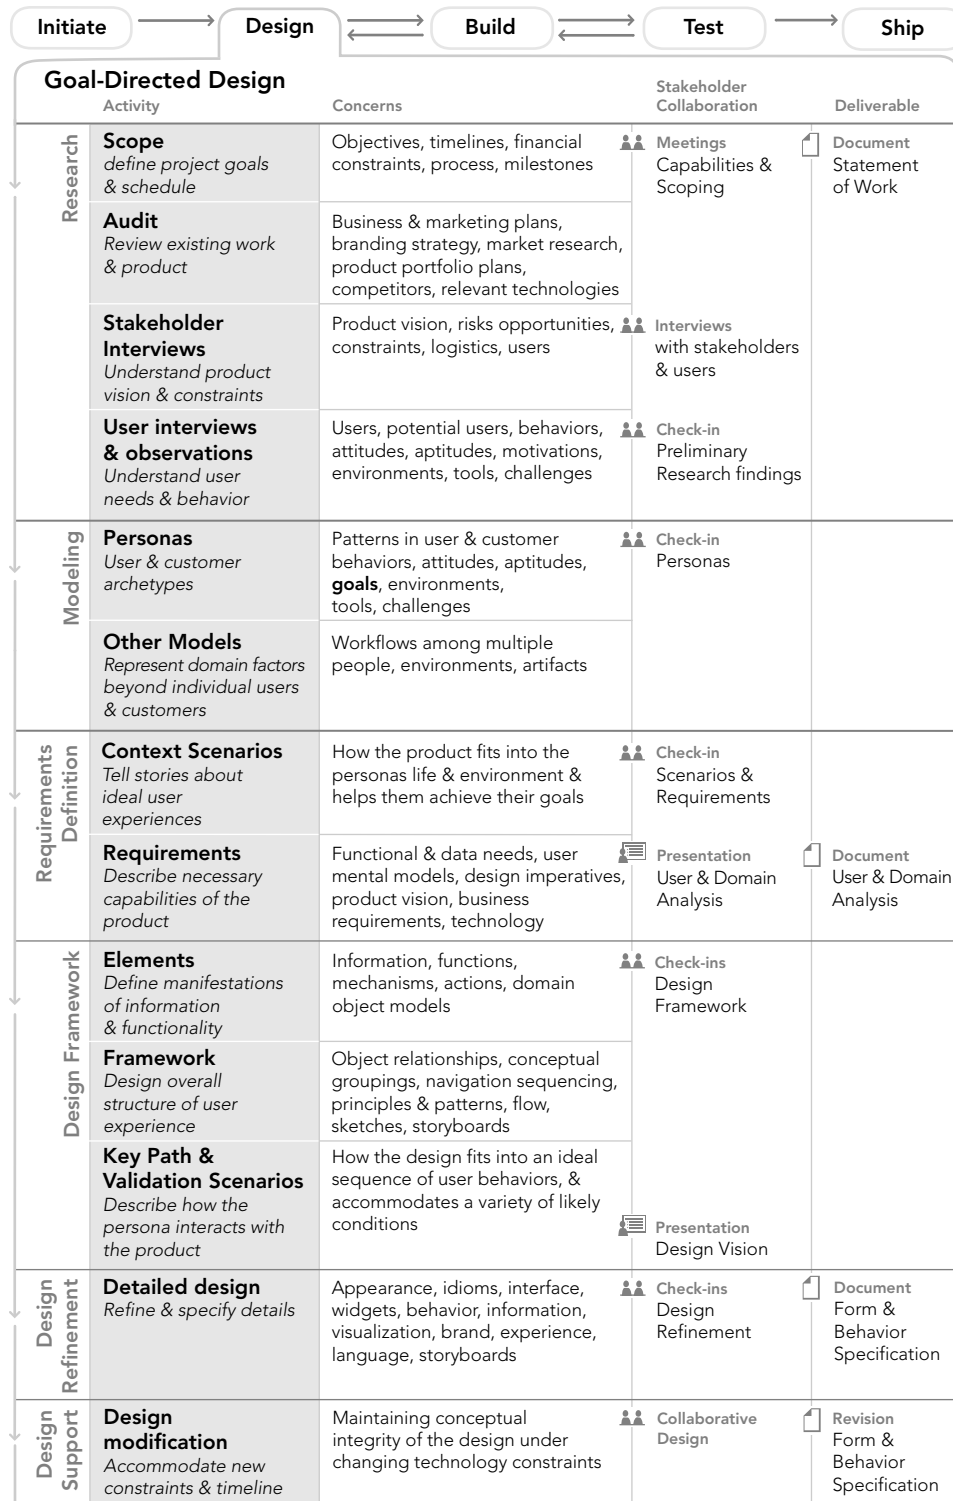 Initiate
Design
Build
Test
Ship
Goal-Directed Design
Activity
Concerns
Stakeholder
Collaboration
Deliverable
Research
Scope
define project goals
& schedule
Objectives, timelines, financial
constraints, process, milestones
Meetings
Capabilities &
Scoping
Document
Statement
of Work
Audit
Review existing work
& product
Business & marketing plans,
branding strategy, market research,
product portfolio plans,
competitors, relevant technologies
Stakeholder
Interviews
Understand product
vision & constraints
Product vision, risks opportunities,
constraints, logistics, users
Interviews
with stakeholders
& users
User interviews
& observations
Understand user
needs & behavior
Users, potential users, behaviors,
attitudes, aptitudes, motivations,
environments, tools, challenges
Check-in
Preliminary
Research findings
Modeling
Personas
User & customer
archetypes
Patterns in user & customer
behaviors, attitudes, aptitudes,
goals, environments,
tools, challenges
Check-in
Personas
Other Models
Represent domain factors
beyond individual users
& customers
Workflows among multiple
people, environments, artifacts
Requirements
Definition
Context Scenarios
Tell stories about
ideal user
experiences
How the product fits into the
personas life & environment &
helps them achieve their goals
Check-in
Scenarios &
Requirements
Requirements
Describe necessary
capabilities of the
product
Functional & data needs, user
mental models, design imperatives,
product vision, business
requirements, technology
Presentation
User & Domain
Analysis
Document
User & Domain
Analysis
Design Framework
Elements
Define manifestations
of information
& functionality
Information, functions,
mechanisms, actions, domain
object models
Check-ins
Design
Framework
Framework
Design overall
structure of user
experience
Object relationships, conceptual
groupings, navigation sequencing,
principles & patterns, flow,
sketches, storyboards
Key Path &
Validation Scenarios
Describe how the
persona interacts with
the product
How the design fits into an ideal
sequence of user behaviors, &
accommodates a variety of likely
conditions
Presentation
Design Vision
Design
Refinement
Detailed design
Refine & specify details
Appearance, idioms, interface,
widgets, behavior, information,
visualization, brand, experience,
language, storyboards
Check-ins
Design
Refinement
Document
Form &
Behavior
Specification
Design
Support
Design
modification
Accommodate new
constraints & timeline
Maintaining conceptual
integrity of the design under
changing technology constraints
Collaborative
Design
Revision
Form &
Behavior
Specification